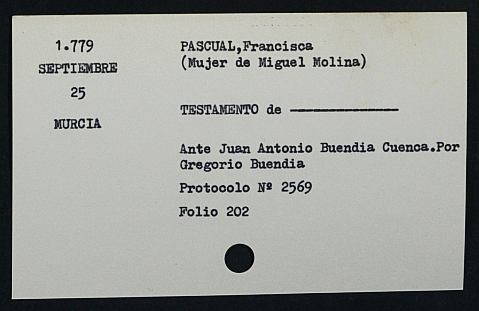 1.779
SEPTIEMBRE
25
MURCIA
PASCUAL,Francisca
(Mujer de Miguel Molina)
TESTAMENTO de ———————
Ante Juan Antonio Buendia Cuenca.Por
Gregorio Buendia
Protocolo Nº 2569
Folio 202